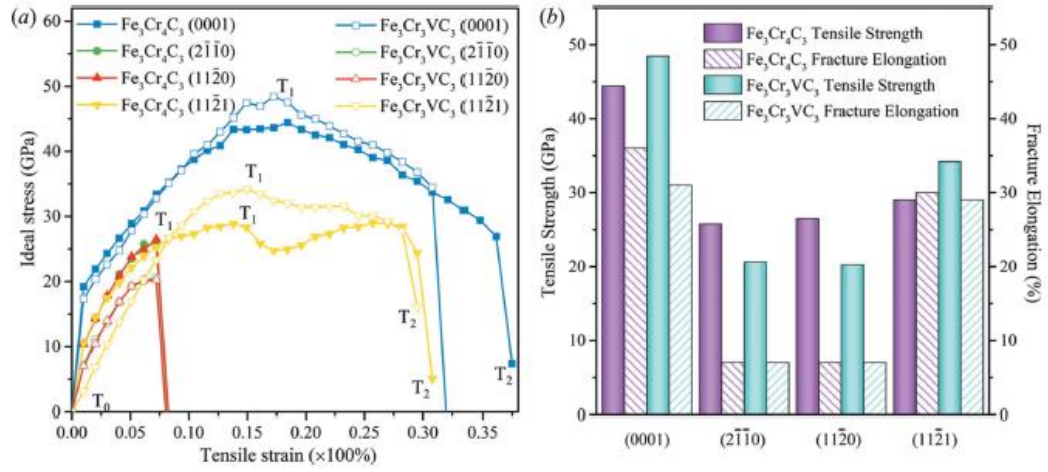 (a)
Fe₃Cr₄C₃ (0001)
Fe₃Cr₄C₃ (21̄1̄0)
Fe₃Cr₄C₃ (112̄0)
Fe₃Cr₄C₃ (112̄1)
Fe₃Cr₃VC₃ (0001)
Fe₃Cr₃VC₃ (21̄1̄0)
Fe₃Cr₃VC₃ (112̄0)
Fe₃Cr₃VC₃ (112̄1)
T₁
T₁
T₁
T₁
T₂
T₂
T₂
T₀
60
50
40
30
20
10
0
Ideal stress (GPa)
0.00 0.05 0.10 0.15 0.20 0.25 0.30 0.35
Tensile strain (×100%)
(b)
Fe₃Cr₄C₃ Tensile Strength
Fe₃Cr₄C₃ Fracture Elongation
Fe₃Cr₃VC₃ Tensile Strength
Fe₃Cr₃VC₃ Fracture Elongation
50
40
30
20
10
0
Tensile Strength (GPa)
50
40
30
20
10
0
Fracture Elongation (%)
(0001) (21̄1̄0) (112̄0) (112̄1)